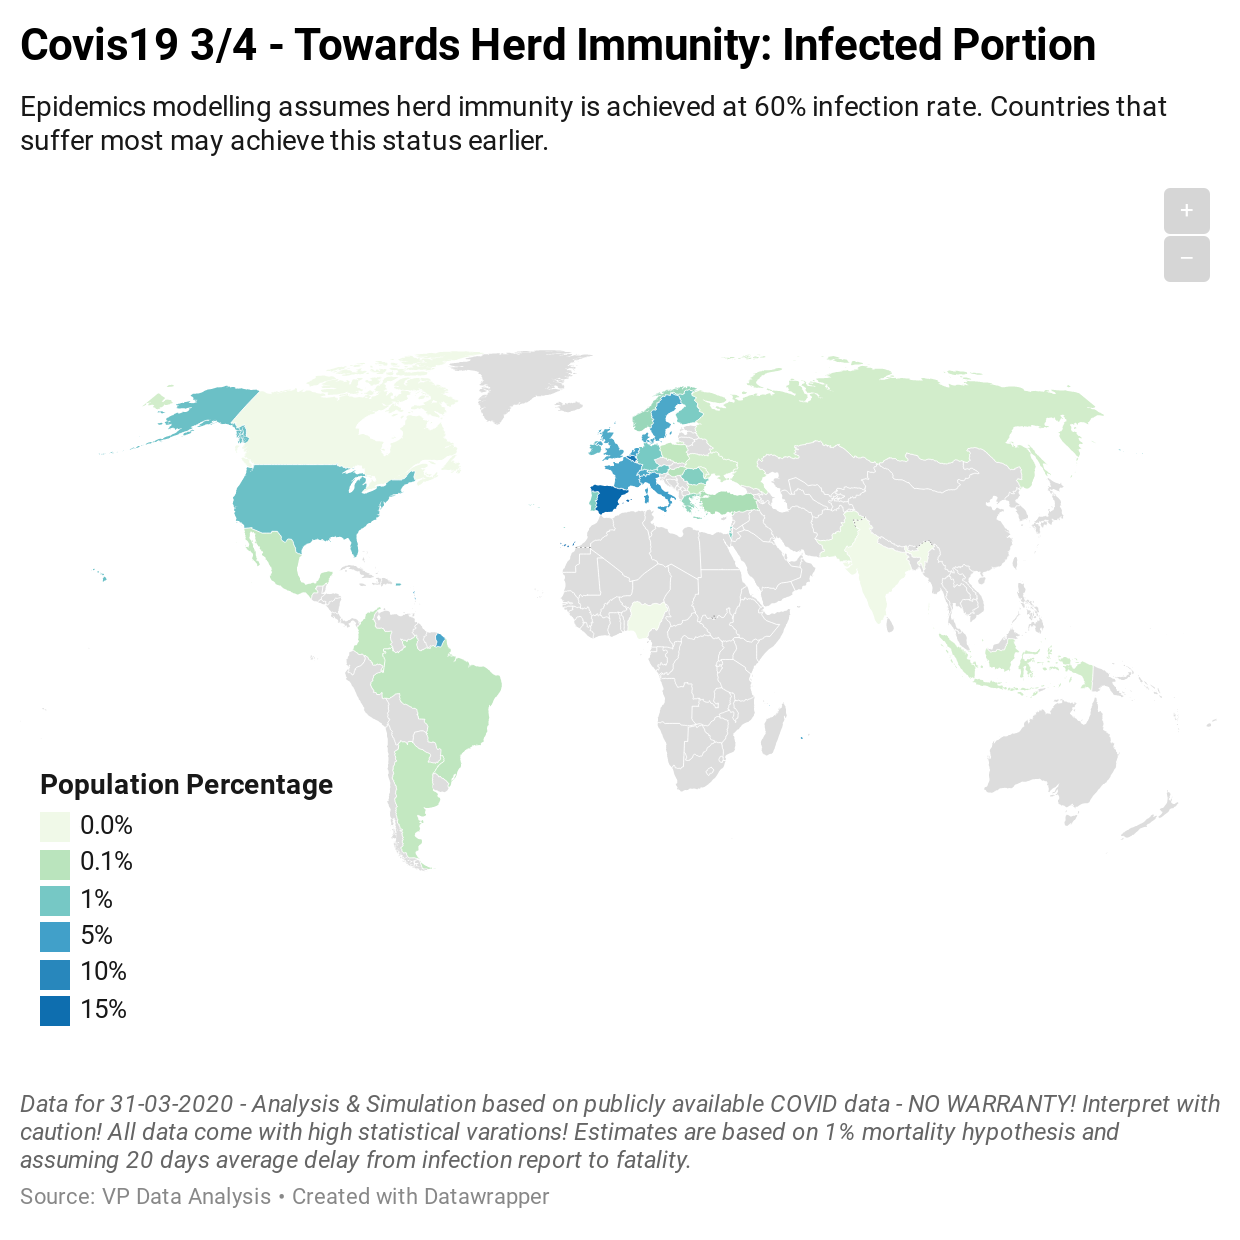 Covis19 3/4 - Towards Herd Immunity: Infected Portion
Epidemics modelling assumes herd immunity is achieved at 60% infection rate. Countries that
suffer most may achieve this status earlier.
+
−
Population Percentage
0.0%
0.1%
1%
5%
10%
15%
Data for 31-03-2020 - Analysis & Simulation based on publicly available COVID data - NO WARRANTY! Interpret with
caution! All data come with high statistical varations! Estimates are based on 1% mortality hypothesis and
assuming 20 days average delay from infection report to fatality.
Source: VP Data Analysis • Created with Datawrapper